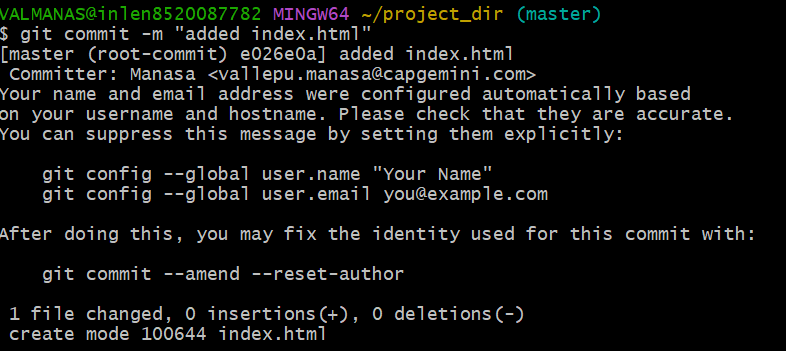 VALMANAS@inlen8520087782 MINGW64 ~/project_dir (master)
$ git commit -m "added index.html"
[master (root-commit) e026e0a] added index.html
 Committer: Manasa <vallepu.manasa@capgemini.com>
Your name and email address were configured automatically based
on your username and hostname. Please check that they are accurate.
You can suppress this message by setting them explicitly:

    git config --global user.name "Your Name"
    git config --global user.email you@example.com

After doing this, you may fix the identity used for this commit with:

    git commit --amend --reset-author

 1 file changed, 0 insertions(+), 0 deletions(-)
 create mode 100644 index.html